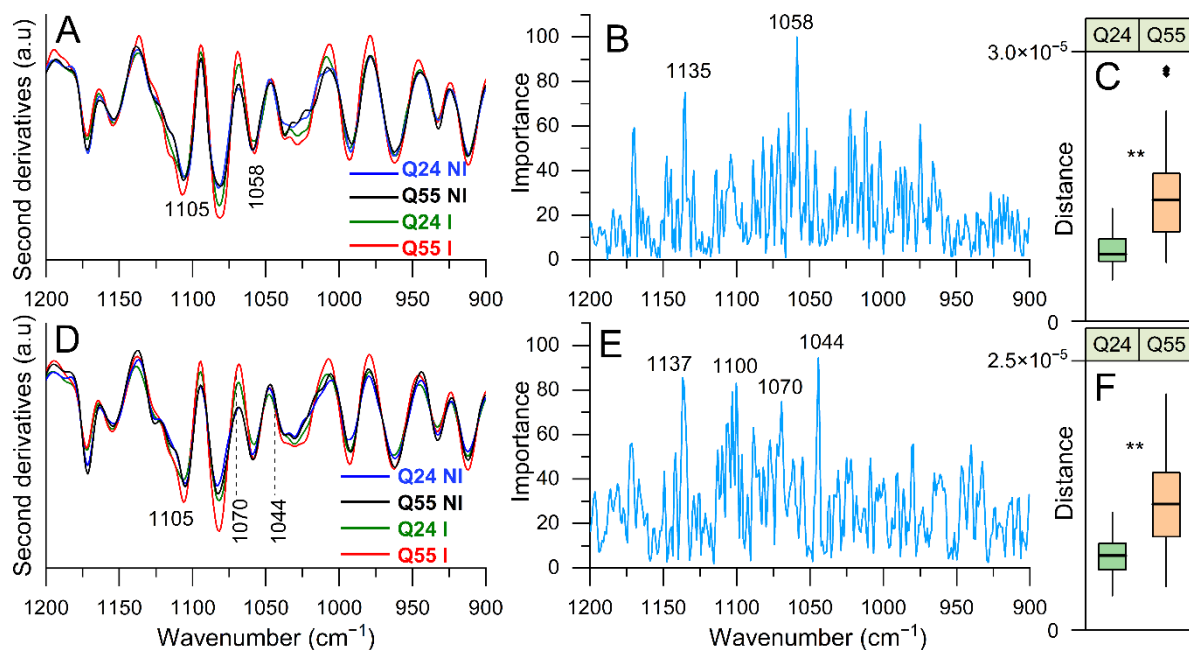 A
Second derivatives (a.u)
1105
1058
Q24 NI
Q55 NI
Q24 I
Q55 I
1200 1150 1100 1050 1000 950 900
B
Importance
100
80
60
40
20
0
1135
1058
1200 1150 1100 1050 1000 950 900
Q24 Q55
3.0×10⁻⁵
C
Distance
**
0
D
Second derivatives (a.u)
1105
1070
1044
Q24 NI
Q55 NI
Q24 I
Q55 I
1200 1150 1100 1050 1000 950 900
Wavenumber (cm⁻¹)
E
Importance
100
80
60
40
20
0
1137
1100
1070
1044
1200 1150 1100 1050 1000 950 900
Wavenumber (cm⁻¹)
Q24 Q55
2.5×10⁻⁵
F
Distance
**
0